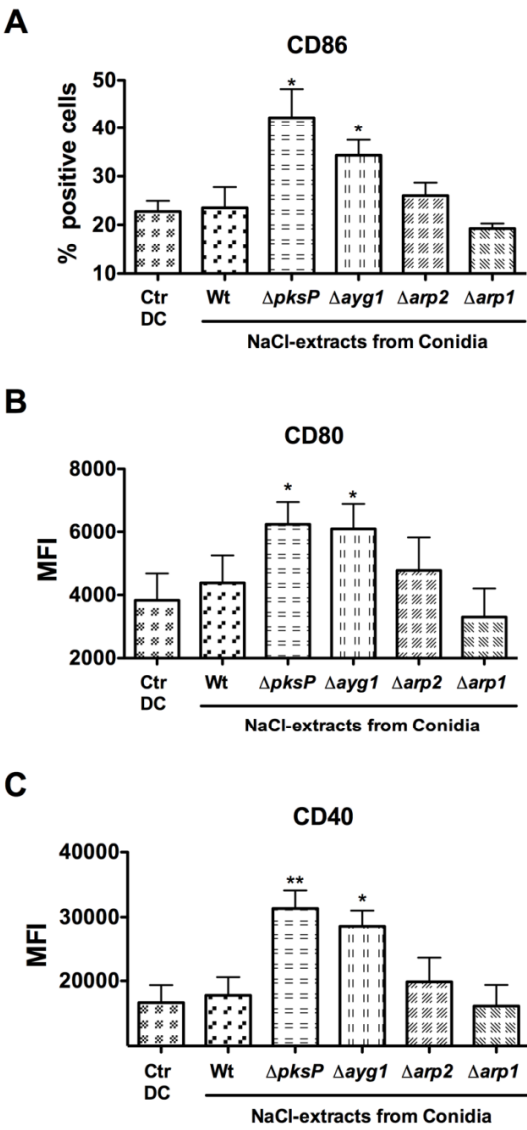 A
CD86
% positive cells
50
40
30
20
10
*
*
Ctr DC
Wt
ΔpksP
Δayg1
Δarp2
Δarp1
NaCl-extracts from Conidia
B
CD80
MFI
8000
6000
4000
2000
*
*
Ctr DC
Wt
ΔpksP
Δayg1
Δarp2
Δarp1
NaCl-extracts from Conidia
C
CD40
MFI
40000
30000
20000
**
*
Ctr DC
Wt
ΔpksP
Δayg1
Δarp2
Δarp1
NaCl-extracts from Conidia